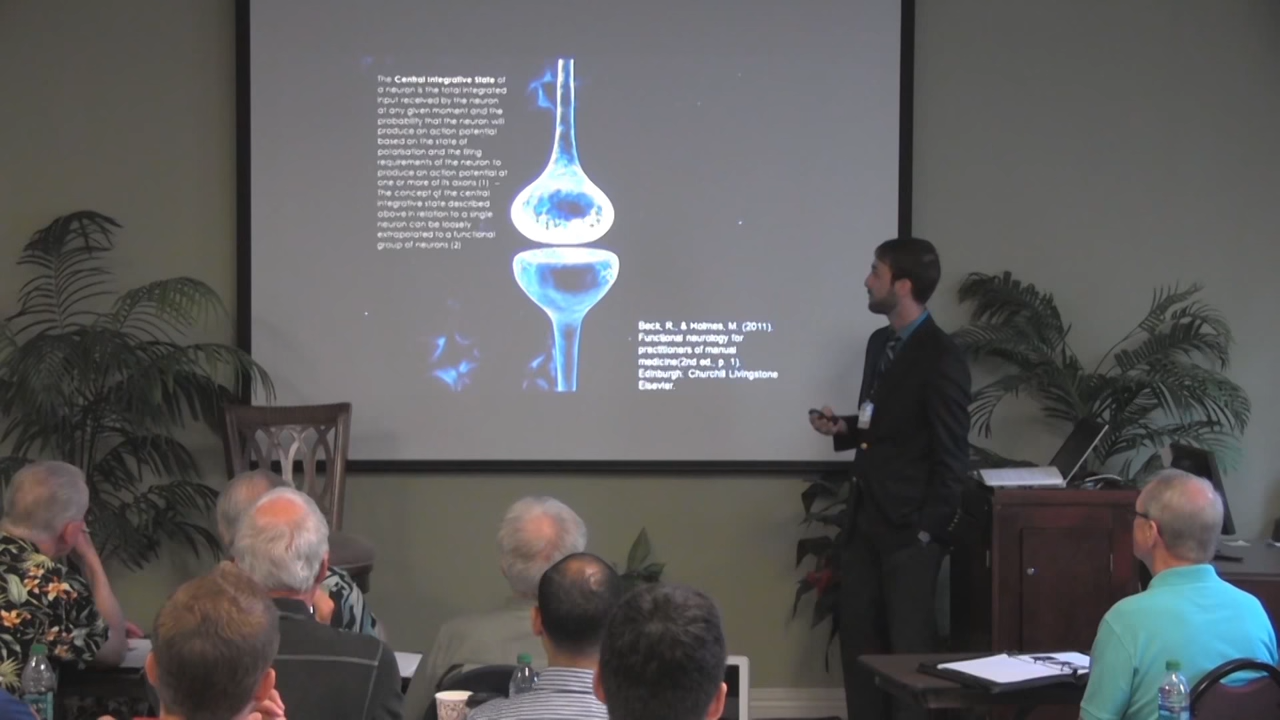 The Central Integrative State of
a neuron is the total integrated
input received by the neuron
at any given moment and the
probability that the neuron will
produce an action potential
based on the state of
polarisation and the firing
requirements of the neuron to
produce an action potential at
one or more of its axons (1) –
The concept of the central
integrative state described
above in relation to a single
neuron can be loosely
extrapolated to a functional
group of neurons (2)
Beck, R., & Holmes, M. (2011).
Functional neurology for
practitioners of manual
medicine(2nd ed., p. 1).
Edinburgh: Churchill Livingstone
Elsevier.